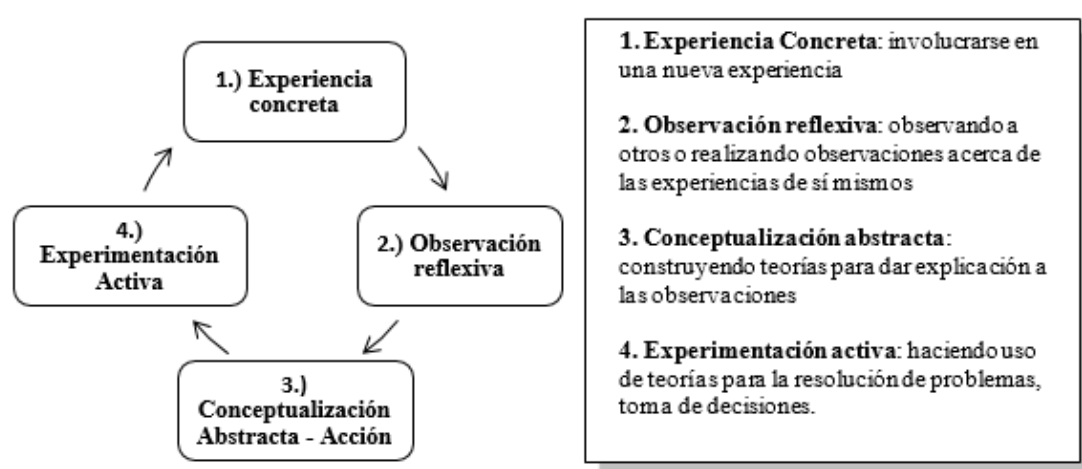 1.) Experiencia
concreta
2.) Observación
reflexiva
3.)
Conceptualización
Abstracta - Acción
4.)
Experimentación
Activa
1. Experiencia Concreta: involucrarse en
una nueva experiencia
2. Observación reflexiva: observando a
otros o realizando observaciones acerca de
las experiencias de sí mismos
3. Conceptualización abstracta:
construyendo teorías para dar explicación a
las observaciones
4. Experimentación activa: haciendo uso
de teorías para la resolución de problemas,
toma de decisiones.